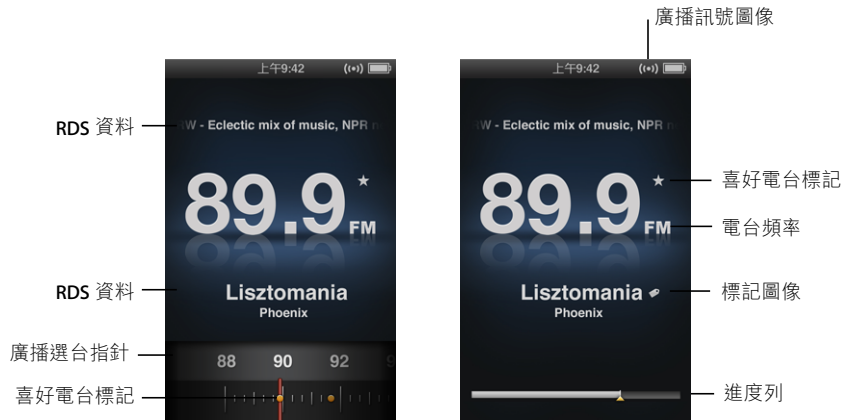 廣播訊號圖像
上午9:42
上午9:42
RDS 資料
- Eclectic mix of music, NPR
- Eclectic mix of music, NPR
89.9 FM
89.9 FM
喜好電台標記
電台頻率
RDS 資料
Lisztomania
Phoenix
Lisztomania
Phoenix
標記圖像
廣播選台指針
88 90 92
喜好電台標記
進度列